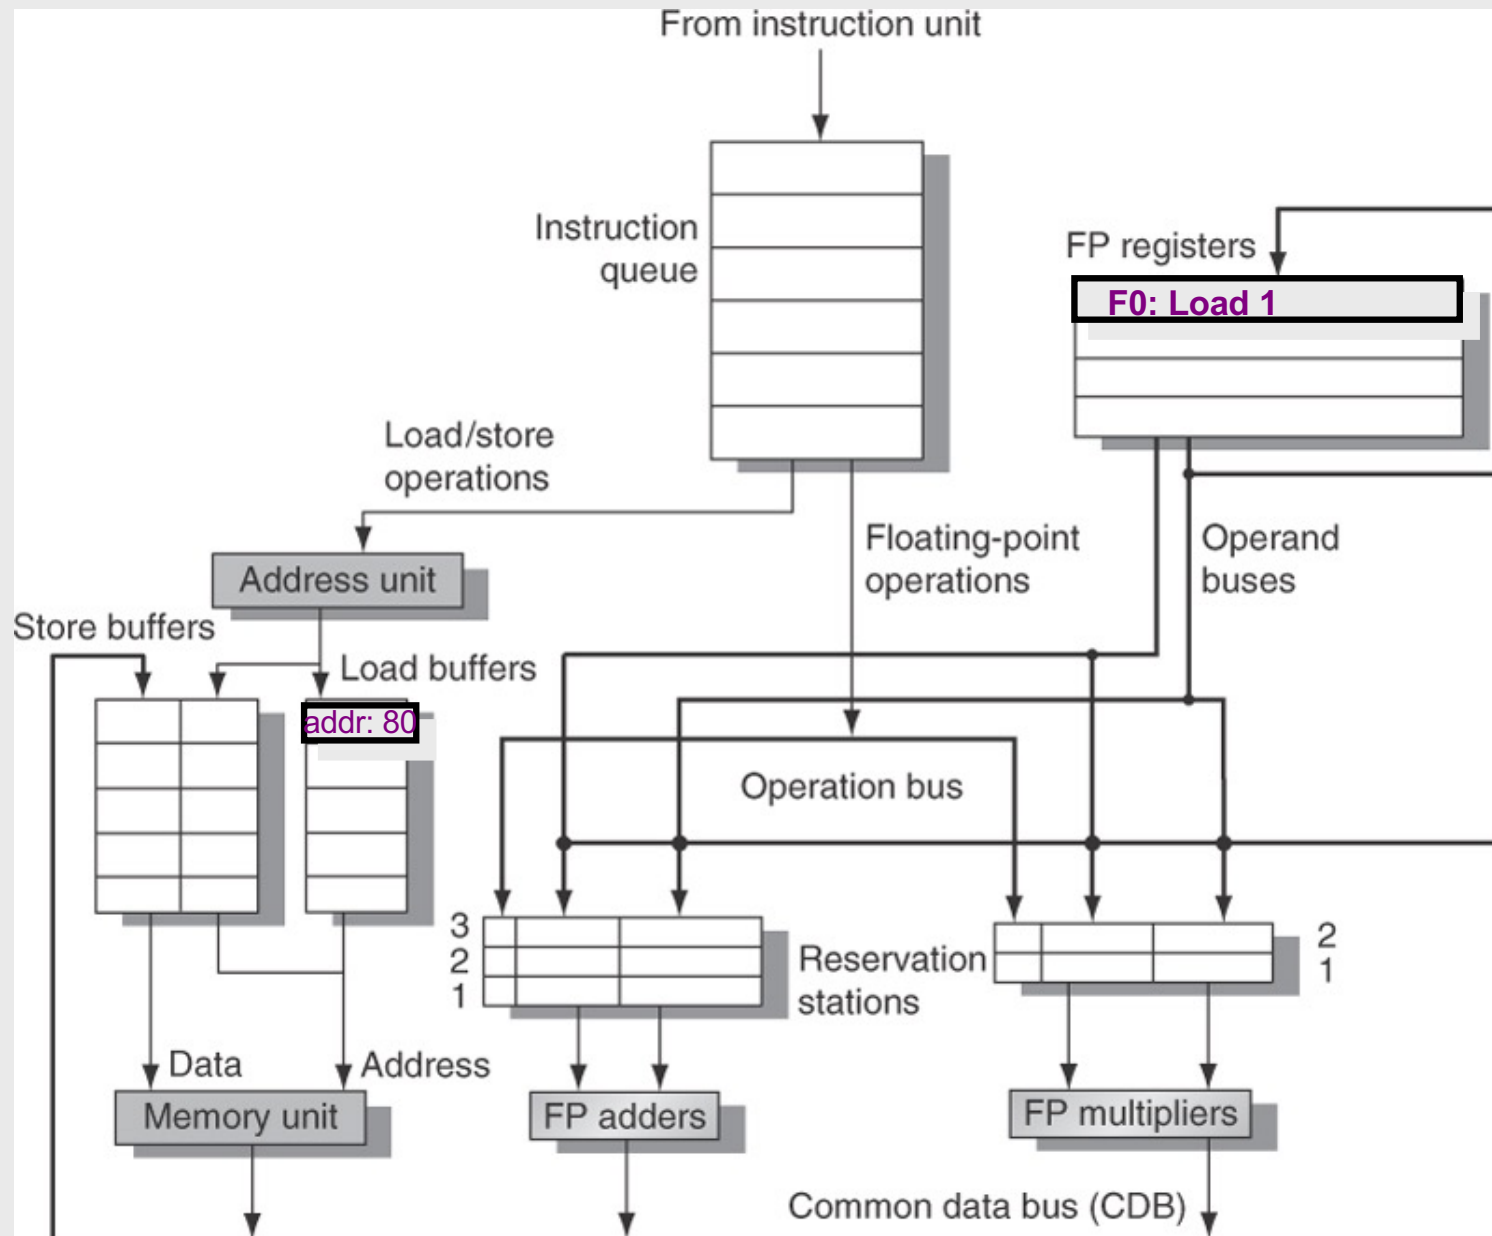 From instruction unit
Instruction
queue
FP registers
F0: Load 1
Load/store
operations
Floating-point
operations
Operand
buses
Address unit
Store buffers
Load buffers
addr: 80
Operation bus
3
2
1
Reservation
stations
2
1
Data
Address
Memory unit
FP adders
FP multipliers
Common data bus (CDB)